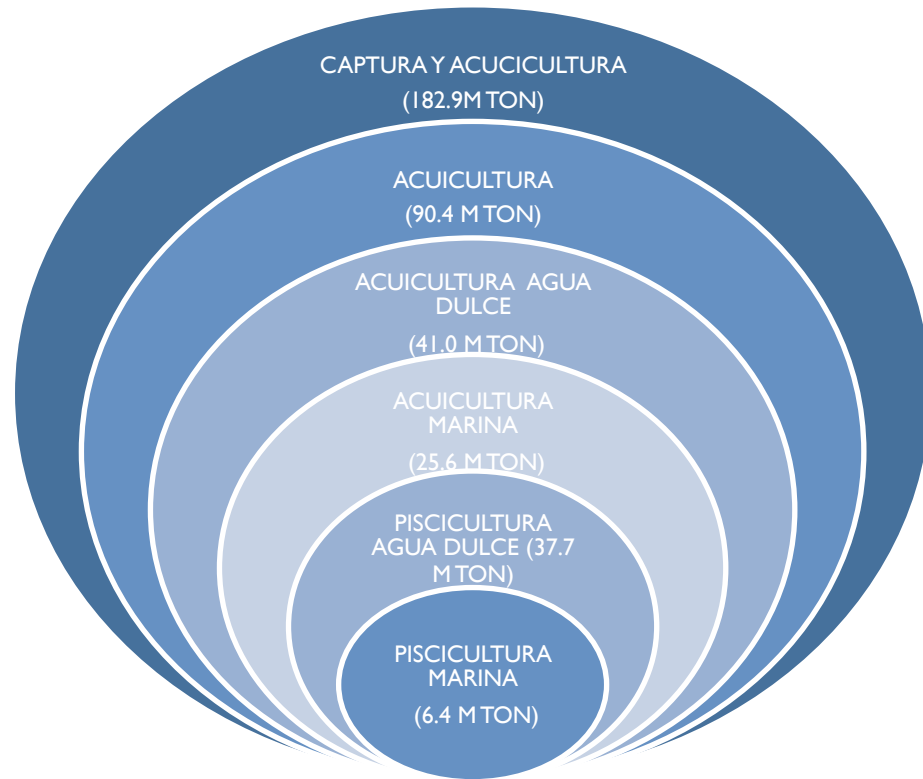 CAPTURA Y ACUCICULTURA
(182.9M TON)
ACUICULTURA
(90.4 M TON)
ACUICULTURA AGUA
DULCE
(41.0 M TON)
ACUICULTURA
MARINA
(25.6 M TON)
PISCICULTURA
AGUA DULCE (37.7
M TON)
PISCICULTURA
MARINA
(6.4 M TON)